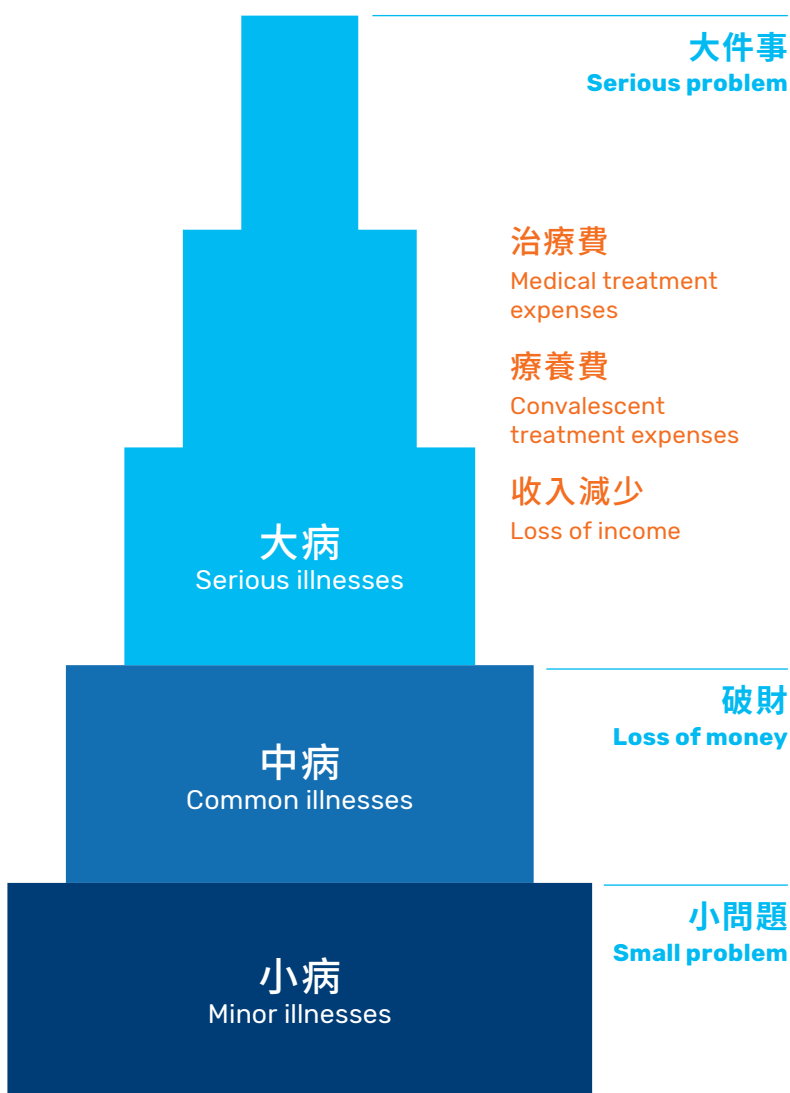 大件事
Serious problem
治療費
Medical treatment
expenses
療養費
Convalescent
treatment expenses
收入減少
Loss of income
大病
Serious illnesses
破財
Loss of money
中病
Common illnesses
小問題
Small problem
小病
Minor illnesses